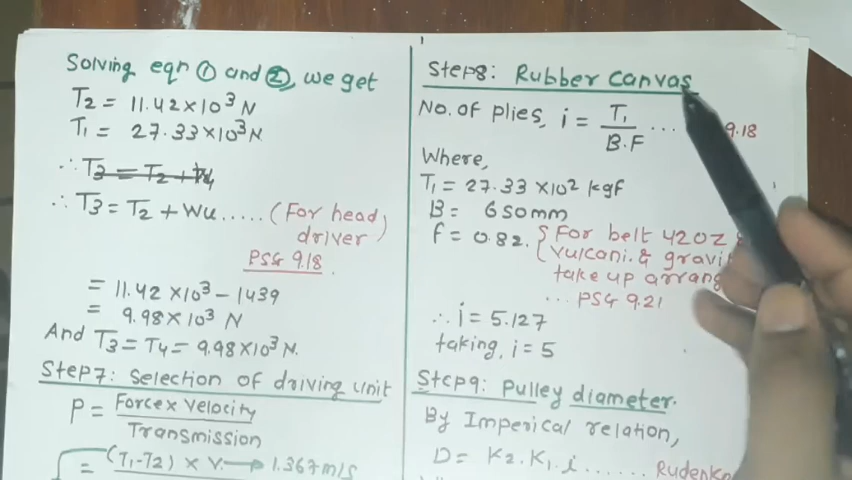 Solving eqn ① and ②, we get
T2 = 11.42 × 10³ N
T1 = 27.33 × 10³ N
∴ T3 = T2 + W4
∴ T3 = T2 + Wu ..... (For head driver)
PSG 9.18
= 11.42 × 10³ - 1439
= 9.98 × 10³ N
And T3 = T4 = 9.98 × 10³ N.
Step7: Selection of driving unit
P = Force x Velocity / Transmission
= (T1-T2) × V → 1.367 m/s
Step8: Rubber canvas
No. of plies, i = T1 / B.F ... 9.18
Where,
T1 = 27.33 × 10² kgf
B = 650mm
f = 0.82. {For belt 42OZ
Vulcani. &
take up
... PSG 9.21
∴ i = 5.127
taking, i = 5
Step9: Pulley diameter.
By Imperical relation,
D = K2. K1. i ......